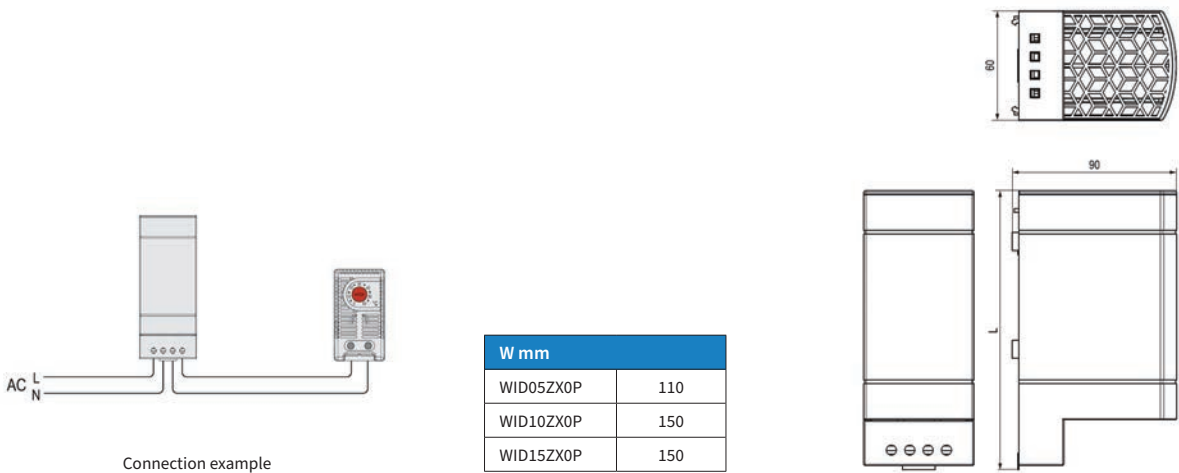 60
90
L
AC L
N
Connection example
W mm
WID05ZX0P 110
WID10ZX0P 150
WID15ZX0P 150